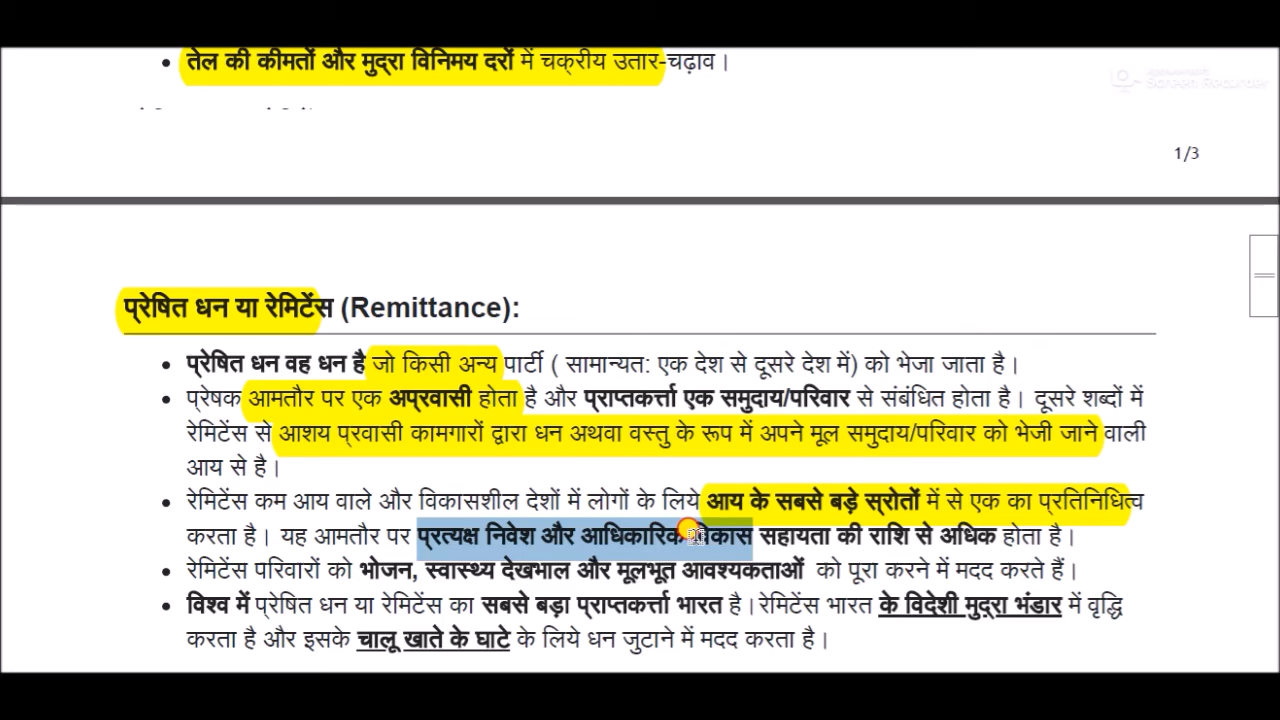 • तेल की कीमतों और मुद्रा विनिमय दरों में चक्रीय उतार-चढ़ाव।
Screen Recorder
1/3
प्रेषित धन या रेमिटेंस (Remittance):
• प्रेषित धन वह धन है जो किसी अन्य पार्टी ( सामान्यत: एक देश से दूसरे देश में) को भेजा जाता है।
• प्रेषक आमतौर पर एक अप्रवासी होता है और प्राप्तकर्त्ता एक समुदाय/परिवार से संबंधित होता है। दूसरे शब्दों में
रेमिटेंस से आशय प्रवासी कामगारों द्वारा धन अथवा वस्तु के रूप में अपने मूल समुदाय/परिवार को भेजी जाने वाली
आय से है।
• रेमिटेंस कम आय वाले और विकासशील देशों में लोगों के लिये आय के सबसे बड़े स्रोतों में से एक का प्रतिनिधित्व
करता है। यह आमतौर पर प्रत्यक्ष निवेश और आधिकारिक विकास सहायता की राशि से अधिक होता है।
• रेमिटेंस परिवारों को भोजन, स्वास्थ्य देखभाल और मूलभूत आवश्यकताओं को पूरा करने में मदद करते हैं।
• विश्व में प्रेषित धन या रेमिटेंस का सबसे बड़ा प्राप्तकर्त्ता भारत है। रेमिटेंस भारत के विदेशी मुद्रा भंडार में वृद्धि
करता है और इसके चालू खाते के घाटे के लिये धन जुटाने में मदद करता है।